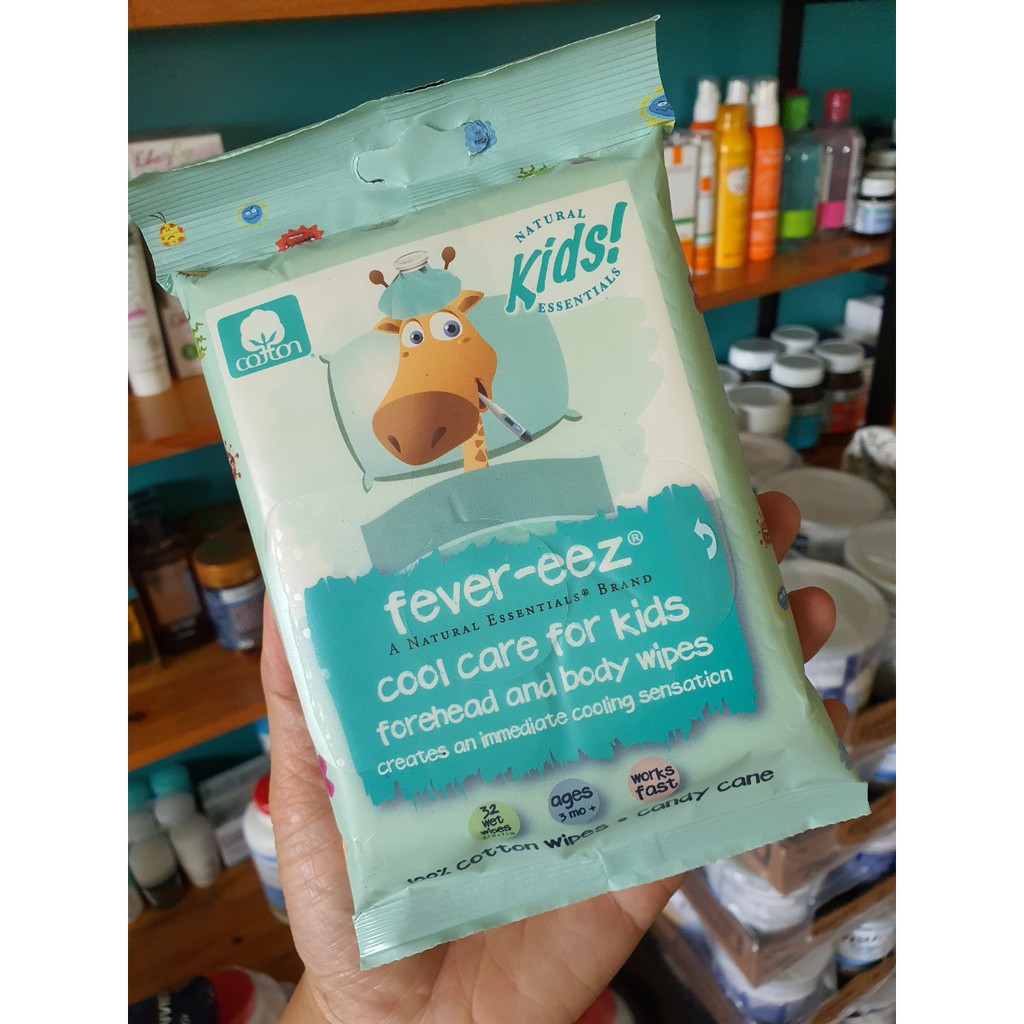 NATURAL
Kids!
ESSENTIALS
cotton
fever-eez®
A NATURAL ESSENTIALS® BRAND
cool care for kids
forehead and body wipes
creates an immediate cooling sensation
32
wet
wipes
ages
3 mo +
works
fast
100% cotton wipes - candy cane